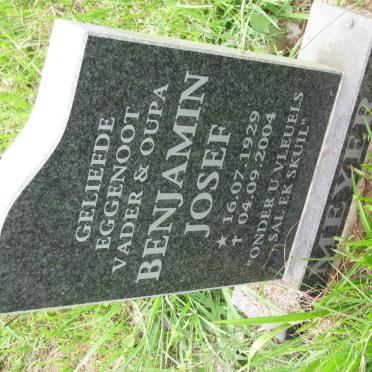 GELIEFDE
EGGENOOT
VADER & OUPA
BENJAMIN
JOSEF
★ 16.07.1929
✝ 04.09.2004
"ONDER U VLEUELS
SAL EK SKUIL"
MEYER